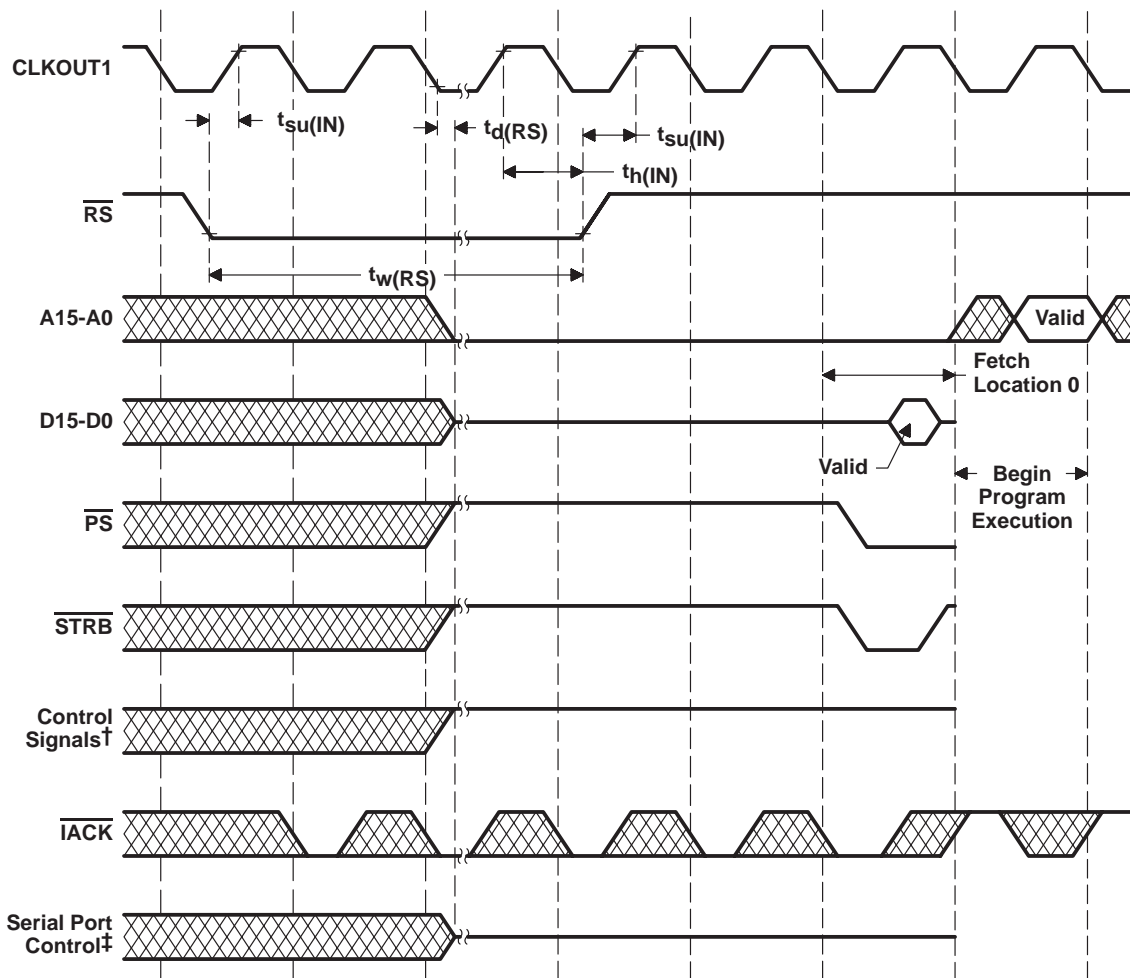 CLKOUT1
tsu(IN)
td(RS)
tsu(IN)
th(IN)
RS
tw(RS)
A15-A0
Valid
Fetch
Location 0
D15-D0
Valid
Begin
Program
Execution
PS
STRB
Control
Signals†
IACK
Serial Port
Control‡